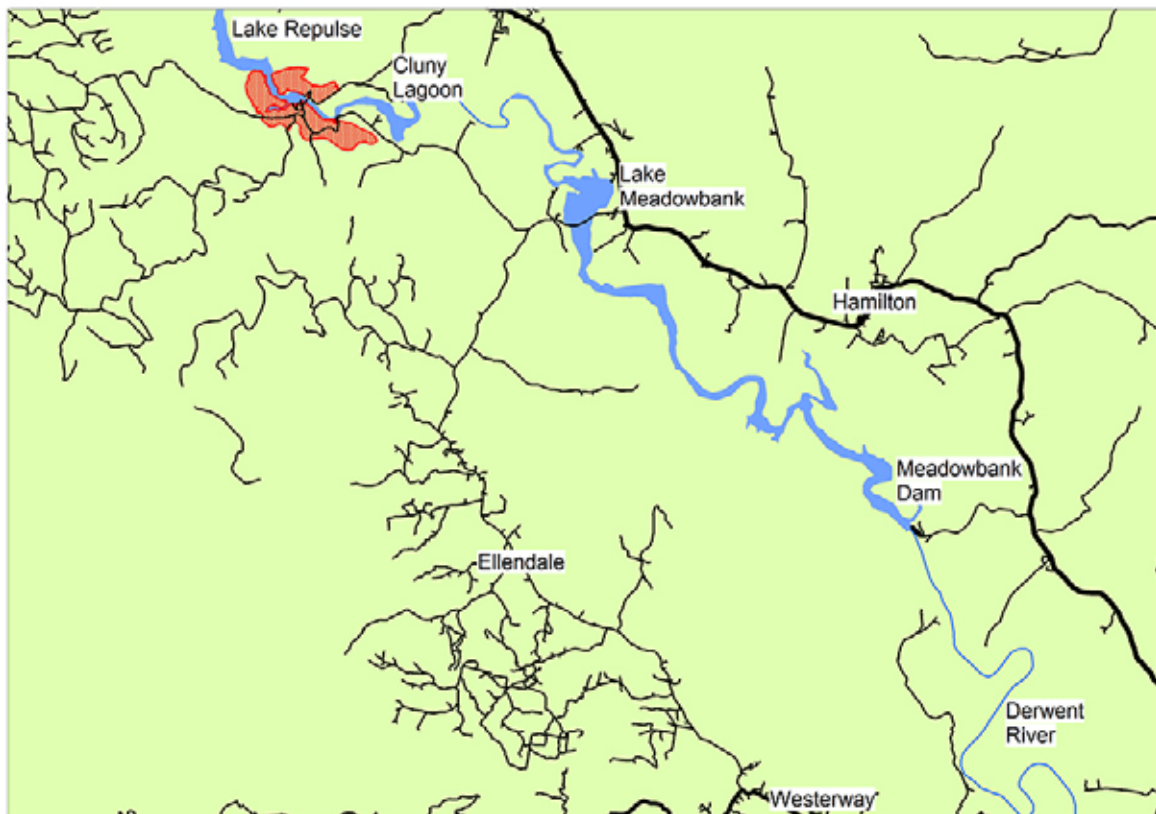 Lake Repulse
Cluny
Lagoon
Lake
Meadowbank
Hamilton
Meadowbank
Dam
Ellendale
Derwent
River
Westerway